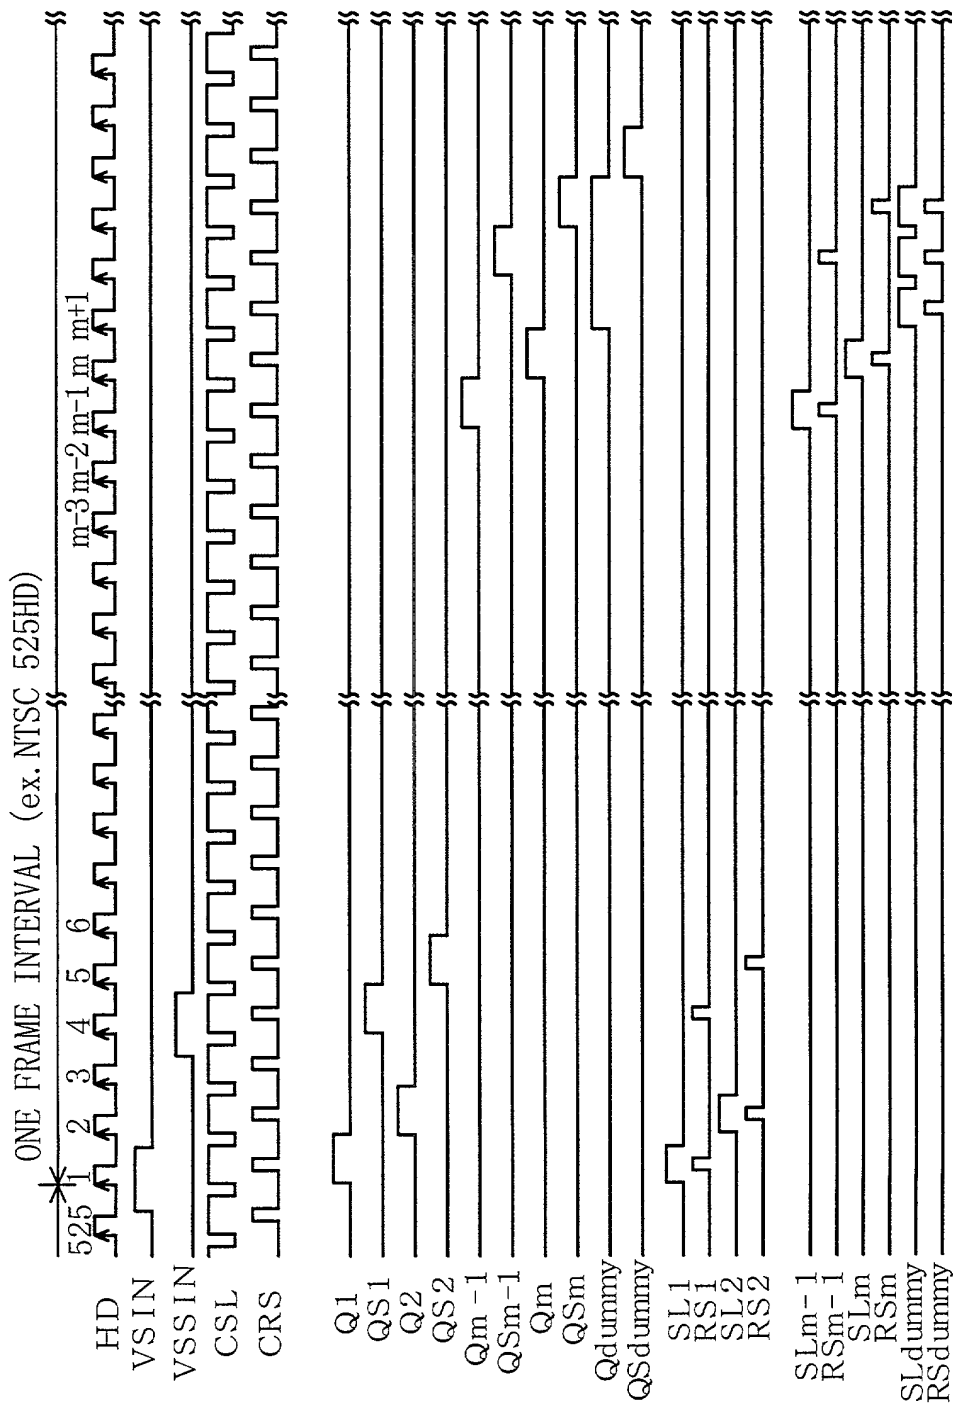 ONE FRAME INTERVAL (ex. NTSC 525HD)
525 1 2 3 4 5 6 m-3 m-2 m-1 m m+1
HD
VSIN
VSSIN
CSL
CRS
Q1
QS1
Q2
QS2
Qm-1
QSm-1
Qm
QSm
Qdummy
QSdummy
SL1
RS1
SL2
RS2
SLm-1
RSm-1
SLm
RSm
SLdummy
RSdummy